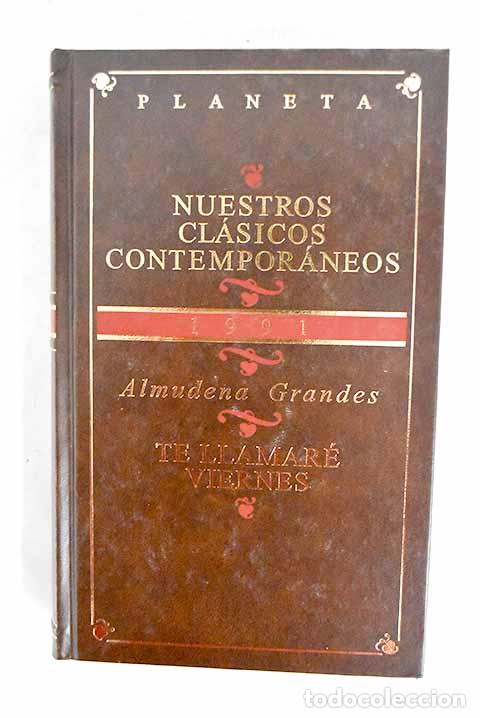 PLANETA
NUESTROS
CLÁSICOS
CONTEMPORÁNEOS
1991
Almudena Grandes
TE LLAMARÉ
VIERNES
todocoleccion